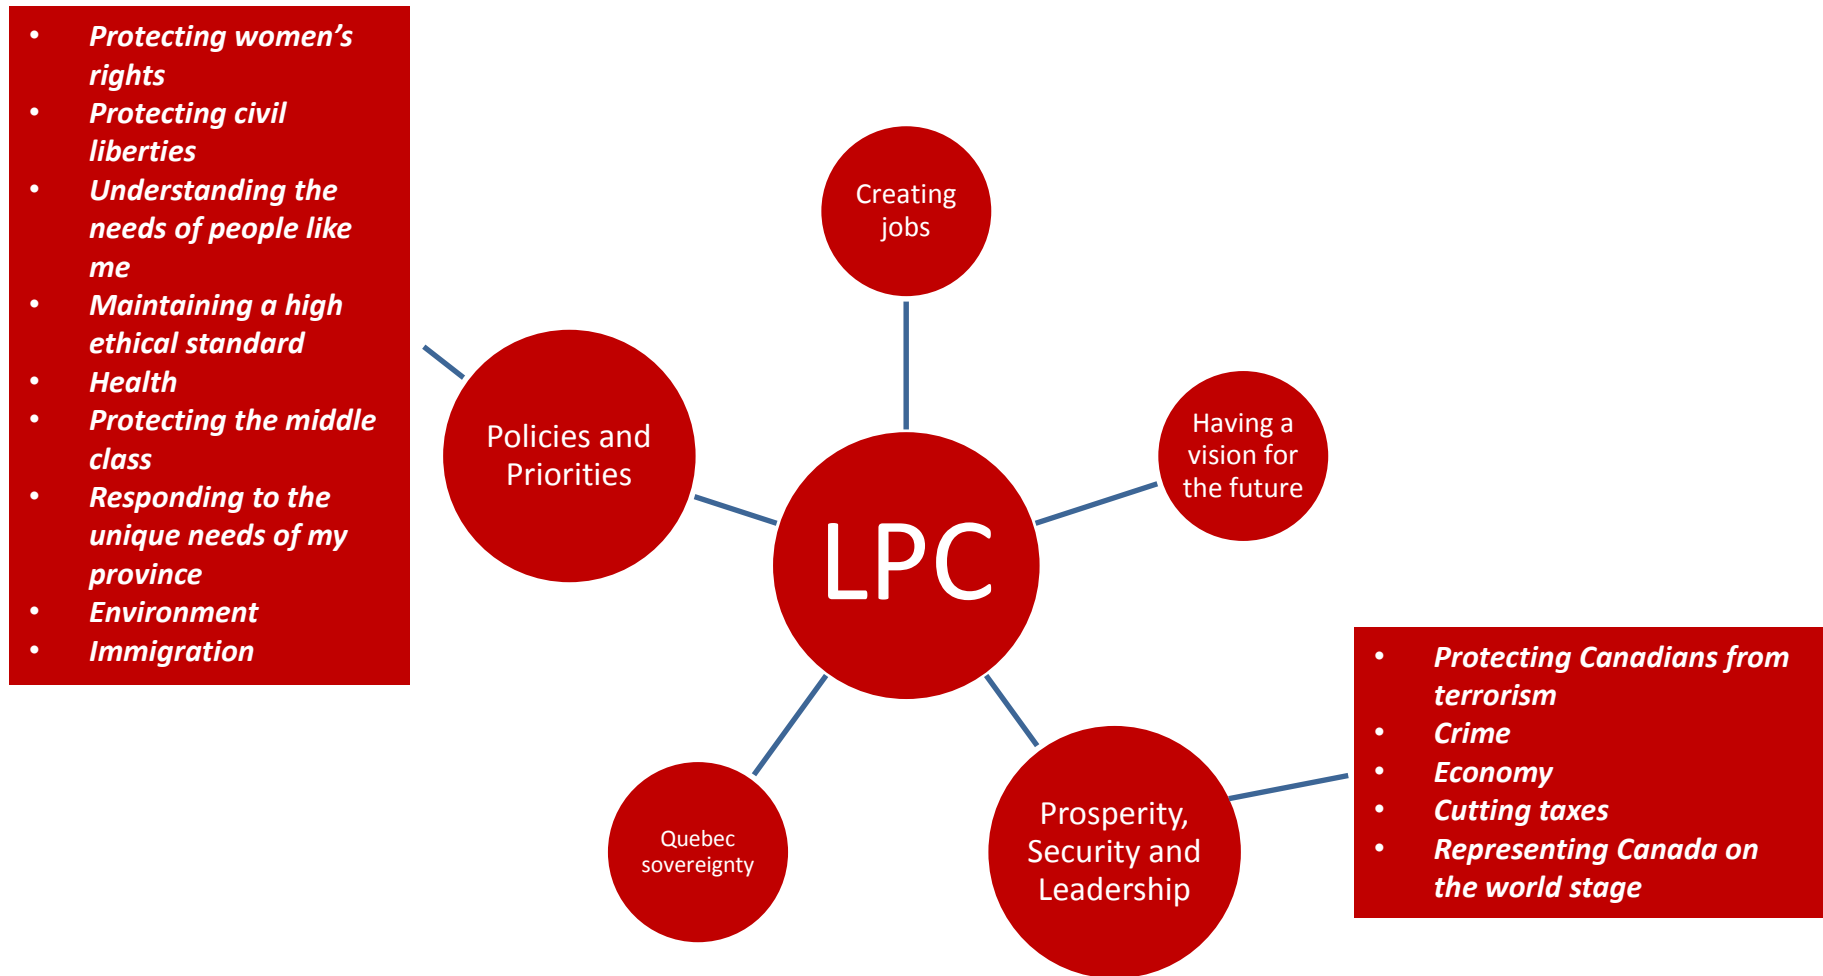 • Protecting women’s
rights
• Protecting civil
liberties
• Understanding the
needs of people like
me
• Maintaining a high
ethical standard
• Health
• Protecting the middle
class
• Responding to the
unique needs of my
province
• Environment
• Immigration
Creating
jobs
Policies and
Priorities
Having a
vision for
the future
LPC
Quebec
sovereignty
Prosperity,
Security and
Leadership
• Protecting Canadians from
terrorism
• Crime
• Economy
• Cutting taxes
• Representing Canada on
the world stage